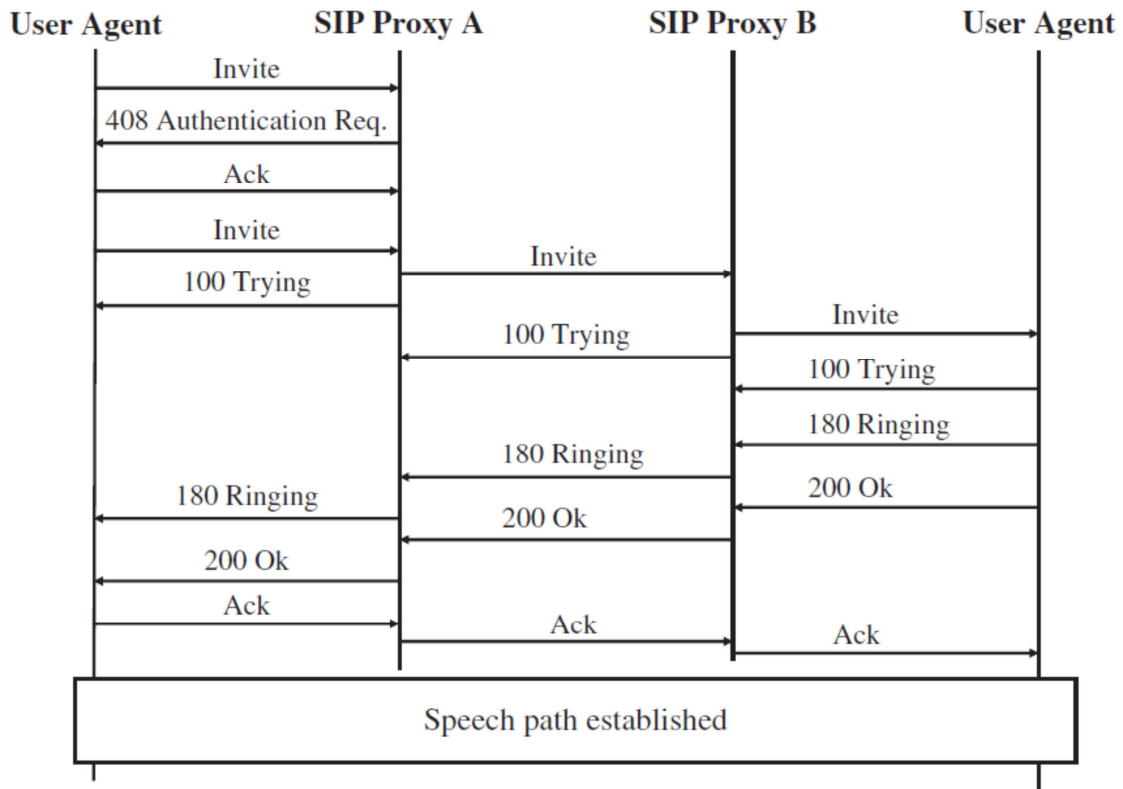 User Agent SIP Proxy A SIP Proxy B User Agent
Invite
408 Authentication Req.
Ack
Invite
Invite
100 Trying
Invite
100 Trying
100 Trying
180 Ringing
180 Ringing
200 Ok
180 Ringing
200 Ok
200 Ok
Ack
Ack
Ack
Speech path established